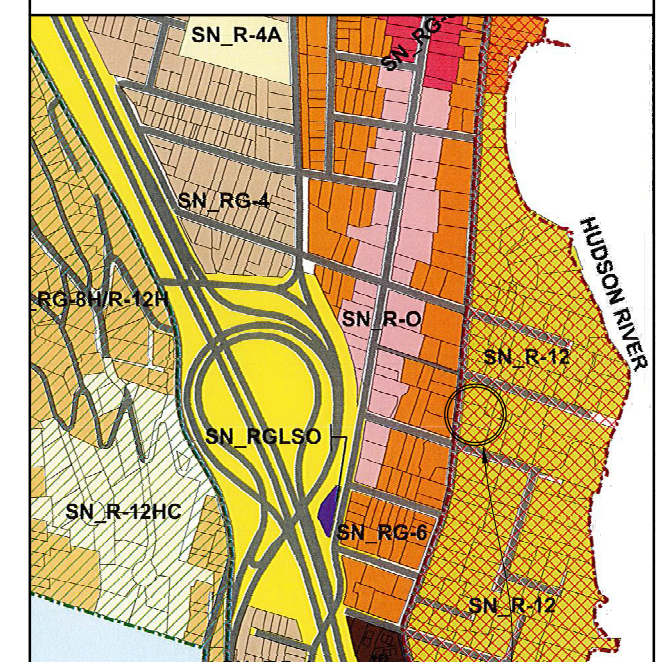 SN_R-4A
SN_RG-
SN_RG-4
HUDSON RIVER
RG-8H/R-12H
SN_R-O
SN_R-12
SN_RGLSO
SN_R-12HC
SN_RG-6
SN_R-12